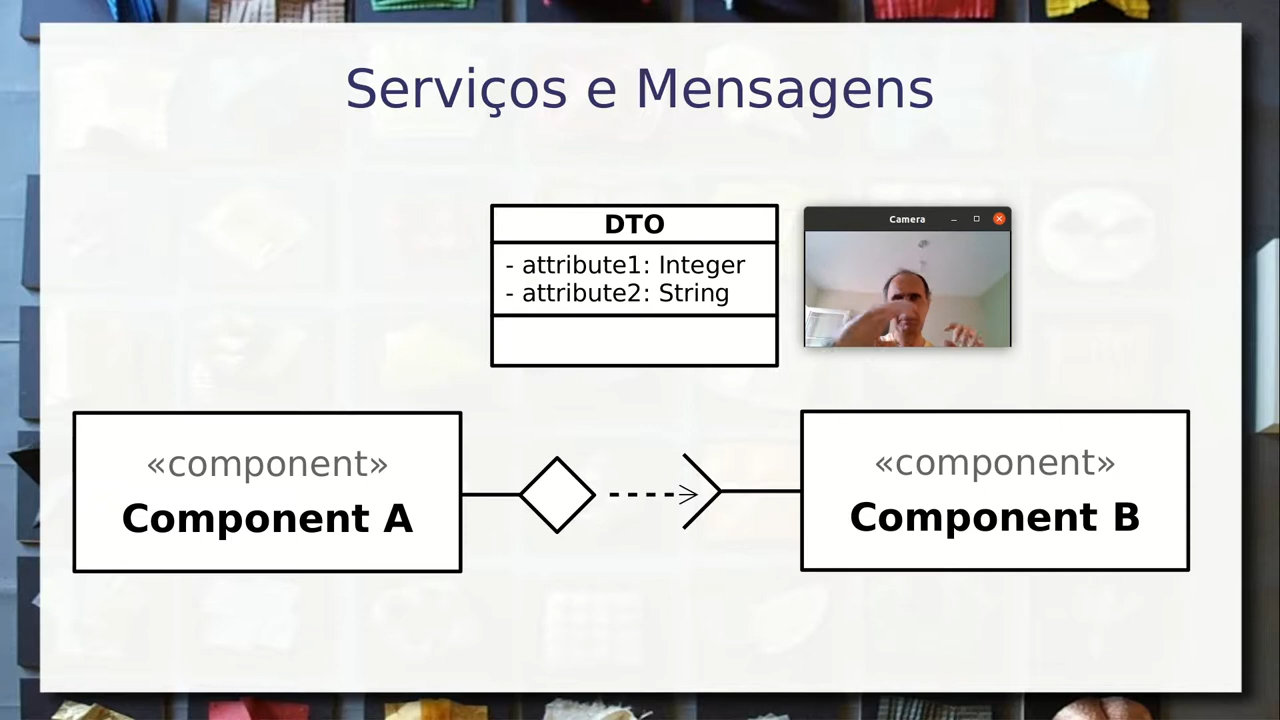 Serviços e Mensagens
DTO
- attribute1: Integer
- attribute2: String
Camera
«component»
Component A
«component»
Component B